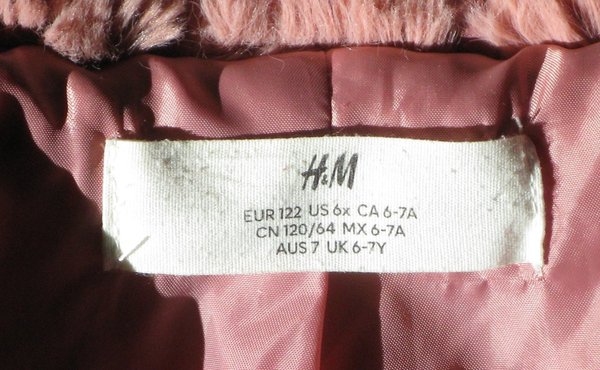 H&M
EUR 122 US 6x CA 6-7A
CN 120/64 MX 6-7A
AUS 7 UK 6-7Y